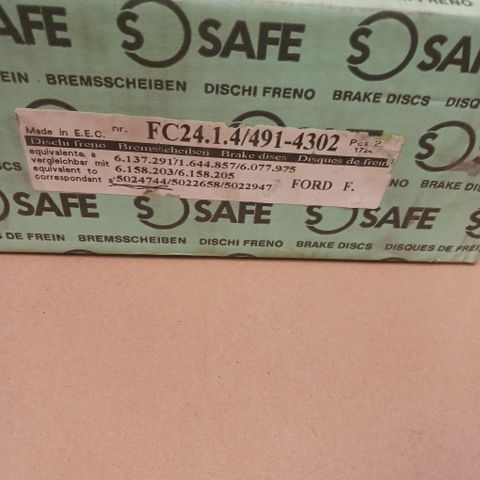 AFE SAFE S
FREIN BREMSSCHEIBEN DISCHI FRENO BRAKE DISCS
Made in E.E.C. nr. FC24.1.4/491-4302 Pcs 2
1724
Dischi freno Bremsscheiben Brake discs Disques de frein
equivalente a
vergleichbar mit 6.137.291/1.644.857/6.077.975
equivalent to 6.158.203/6.158.205
correspondant a 5024744/5022658/5022947 FORD F.
SAFE SAFE SAFE
S DE FREIN BREMSSCHEIBEN DISCHI FRENO BRAKE DISCS DISQUES DE FREIN